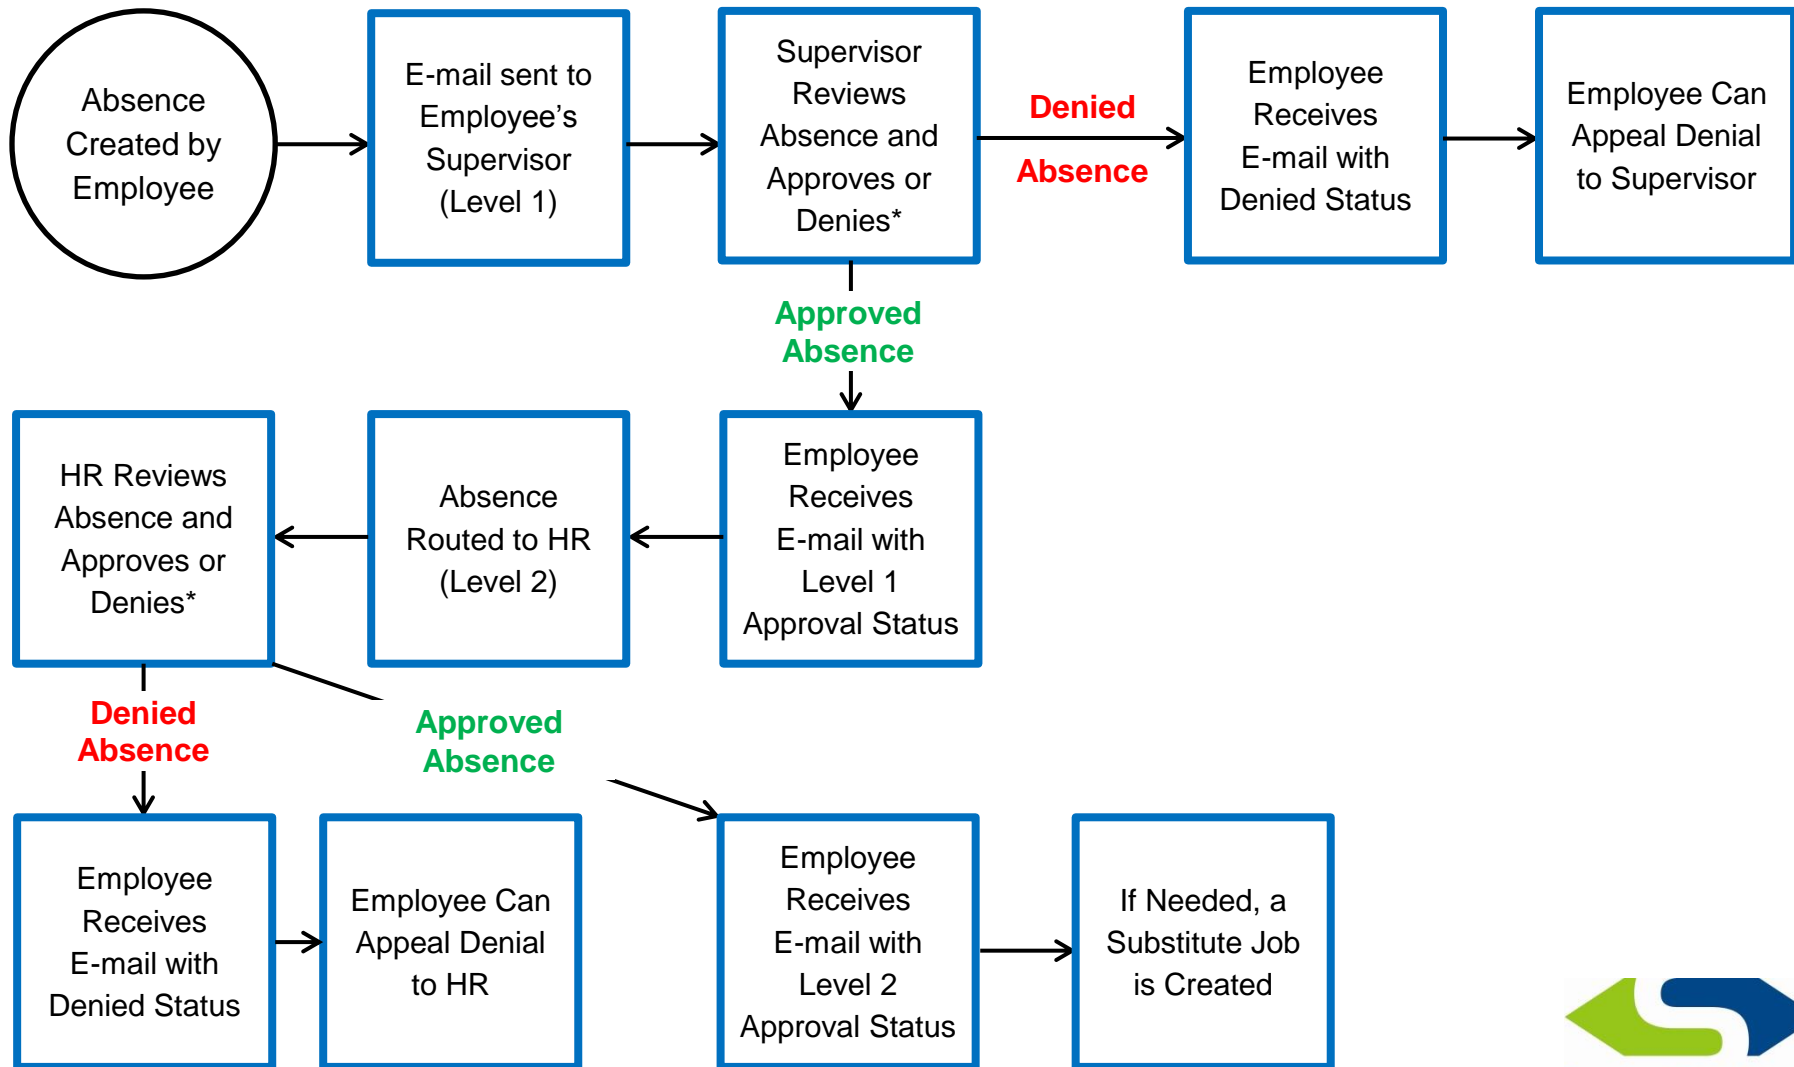 Absence
Created by
Employee
E-mail sent to
Employee’s
Supervisor
(Level 1)
Supervisor
Reviews
Absence and
Approves or
Denies*
Denied
Absence
Employee
Receives
E-mail with
Denied Status
Employee Can
Appeal Denial
to Supervisor
Approved
Absence
HR Reviews
Absence and
Approves or
Denies*
Absence
Routed to HR
(Level 2)
Employee
Receives
E-mail with
Level 1
Approval Status
Denied
Absence
Approved
Absence
Employee
Receives
E-mail with
Denied Status
Employee Can
Appeal Denial
to HR
Employee
Receives
E-mail with
Level 2
Approval Status
If Needed, a
Substitute Job
is Created